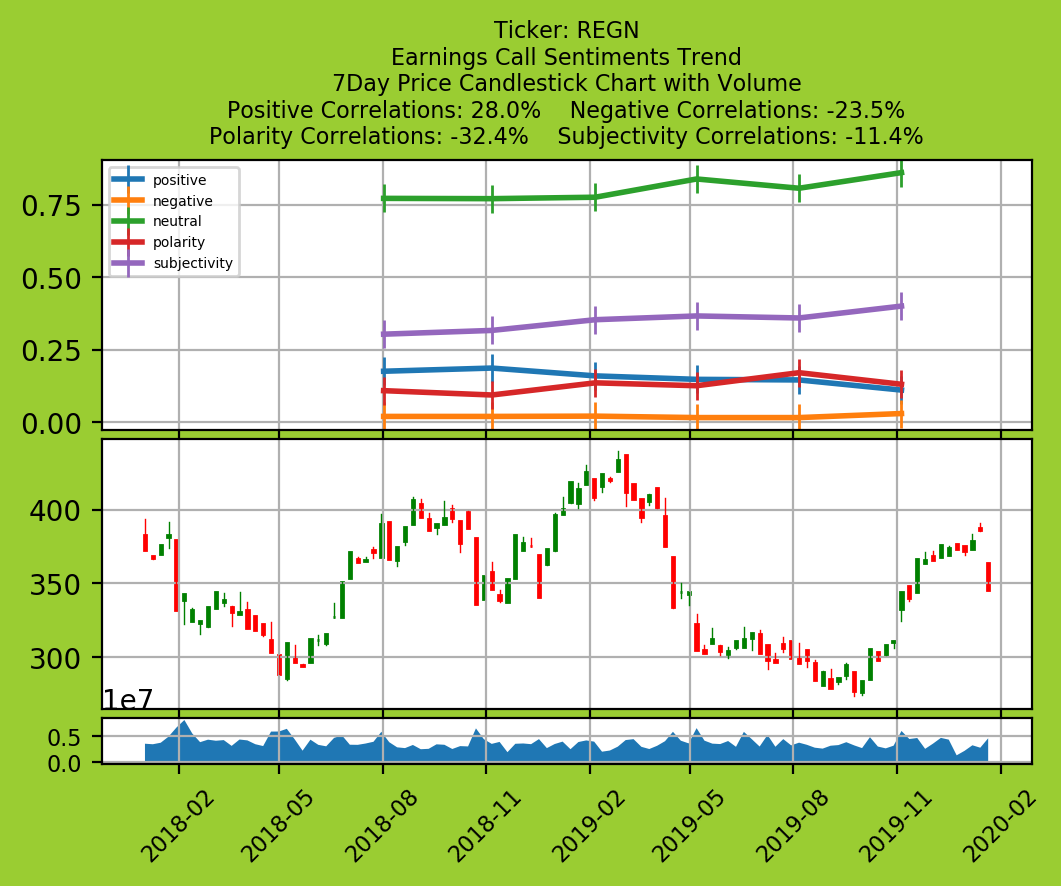 Ticker: REGN
Earnings Call Sentiments Trend
7Day Price Candlestick Chart with Volume
Positive Correlations: 28.0%    Negative Correlations: -23.5%
Polarity Correlations: -32.4%    Subjectivity Correlations: -11.4%
positive
negative
neutral
polarity
subjectivity
0.75
0.50
0.25
0.00
400
350
300
1e7
0.5
0.0
2018-02
2018-05
2018-08
2018-11
2019-02
2019-05
2019-08
2019-11
2020-02